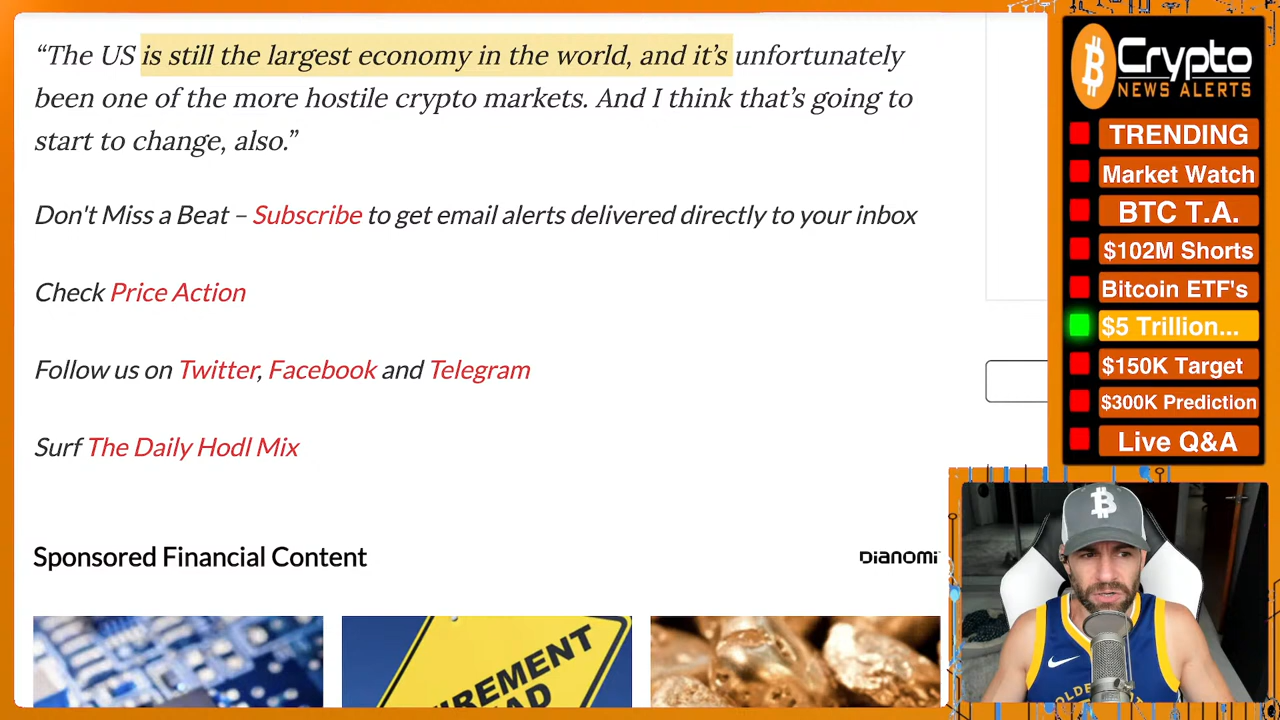 “The US is still the largest economy in the world, and it’s unfortunately
been one of the more hostile crypto markets. And I think that’s going to
start to change, also.”
Don't Miss a Beat – Subscribe to get email alerts delivered directly to your inbox
Check Price Action
Follow us on Twitter, Facebook and Telegram
Surf The Daily Hodl Mix
Sponsored Financial Content
Dianomi
Crypto
NEWS ALERTS
TRENDING
Market Watch
BTC T.A.
$102M Shorts
Bitcoin ETF's
$5 Trillion...
$150K Target
$300K Prediction
Live Q&A